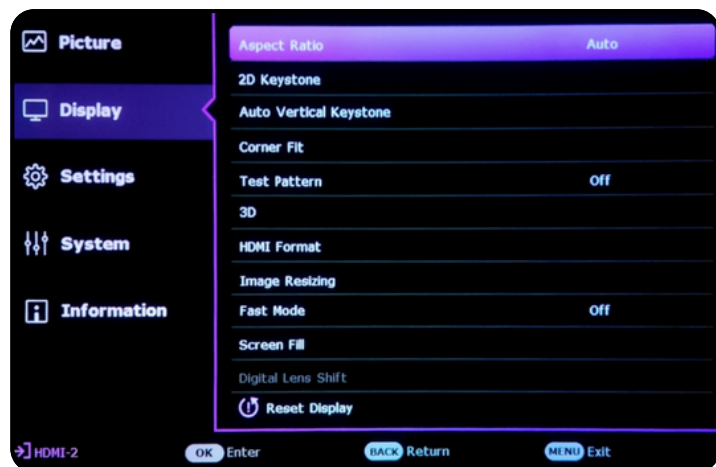 Picture
Display
Settings
System
Information
Aspect Ratio Auto
2D Keystone
Auto Vertical Keystone
Corner Fit
Test Pattern Off
3D
HDMI Format
Image Resizing
Fast Mode Off
Screen Fill
Digital Lens Shift
Reset Display
HDMI-2 OK Enter BACK Return MENU Exit